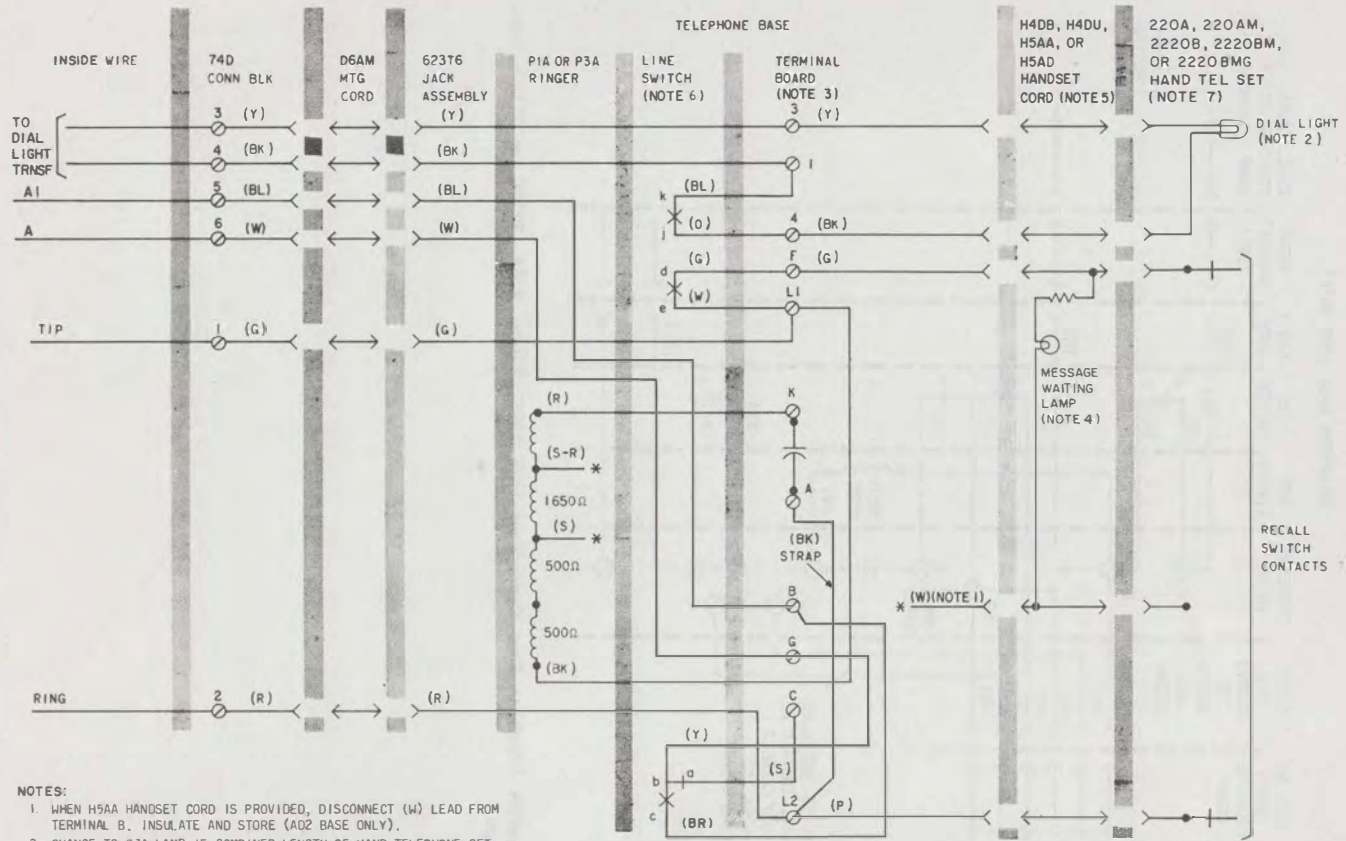 TELEPHONE BASE
INSIDE WIRE
74D
CONN BLK
D6AM
MTG
CORD
623T6
JACK
ASSEMBLY
P1A OR P3A
RINGER
LINE
SWITCH
(NOTE 6)
TERMINAL
BOARD
(NOTE 3)
H4DB, H4DU,
H5AA, OR
H5AD
HANDSET
CORD (NOTE 5)
220A, 220AM,
2220B, 2220BM,
OR 2220BMG
HAND TEL SET
(NOTE 7)
TO
DIAL
LIGHT
TRNSF
3 (Y)
(Y)
3 (Y)
DIAL LIGHT
(NOTE 2)
4 (BK)
(BK)
1
A1
5 (BL)
(BL)
k (BL)
A
6 (W)
(W)
j (O)
4 (BK)
d (G)
F (G)
e (W)
L1
TIP
1 (G)
(G)
MESSAGE
WAITING
LAMP
(NOTE 4)
(R)
K
(S-R) *
1650Ω
A
(S) *
(BK)
STRAP
500Ω
RECALL
SWITCH
CONTACTS
B
* (W)(NOTE 1)
500Ω
G
(BK)
RING
2 (R)
(R)
C
(Y)
b a (S)
c
L2 (P)
(BR)
NOTES:
1. WHEN H5AA HANDSET CORD IS PROVIDED, DISCONNECT (W) LEAD FROM
TERMINAL B. INSULATE AND STORE (AD2 BASE ONLY).